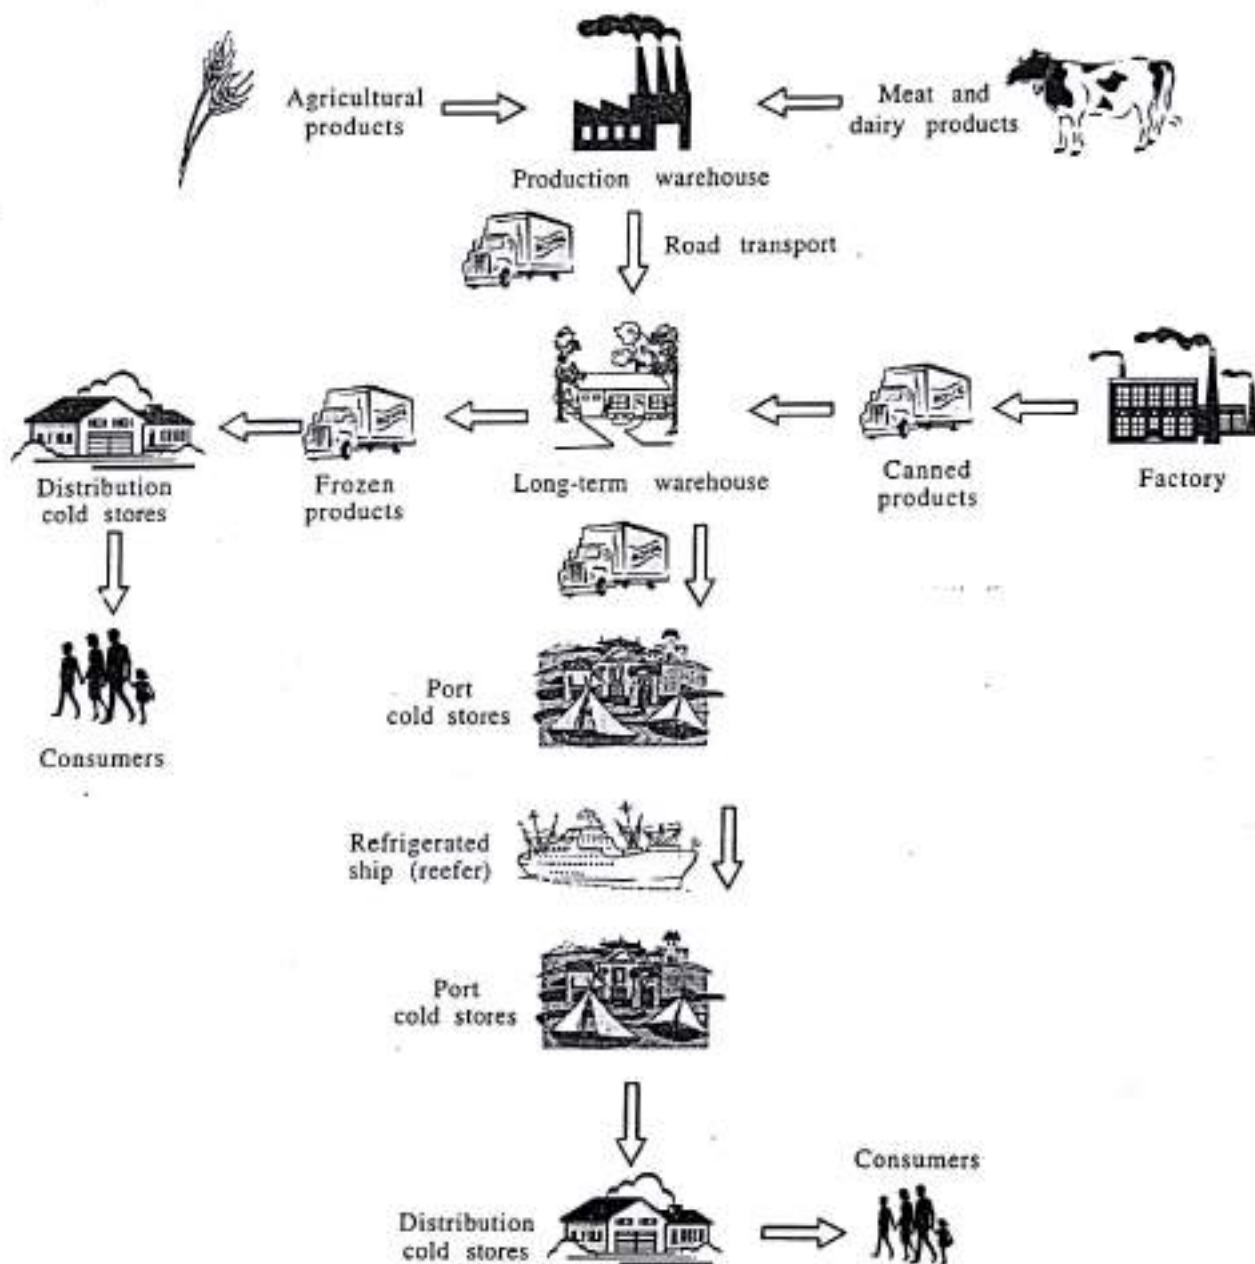 Agricultural
products
Meat and
dairy products
Production warehouse
Road transport
Distribution
cold stores
Frozen
products
Long-term warehouse
Canned
products
Factory
Consumers
Port
cold stores
Refrigerated
ship (reefer)
Port
cold stores
Consumers
Distribution
cold stores